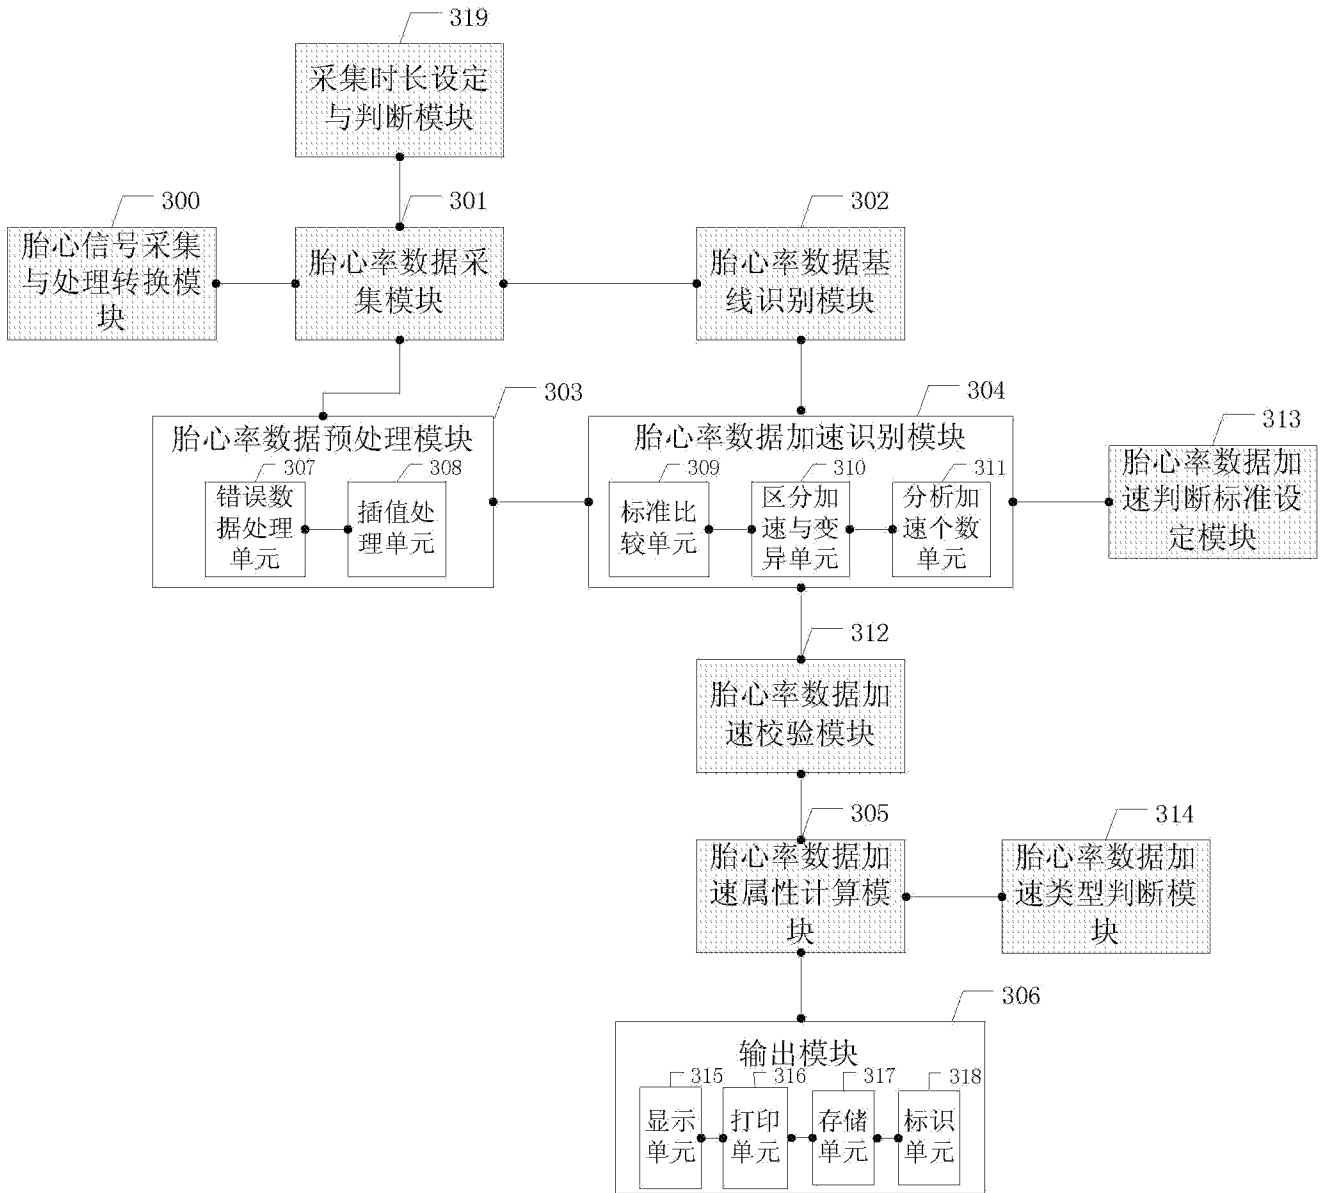 319
采集时长设定
与判断模块
300
胎心信号采集
与处理转换模
块
301
胎心率数据采
集模块
302
胎心率数据基
线识别模块
303
胎心率数据预处理模块
307
错误数
据处理
单元
308
插值处
理单元
304
胎心率数据加速识别模块
309
标准比
较单元
310
区分加
速与变
异单元
311
分析加
速个数
单元
313
胎心率数据加
速判断标准设
定模块
312
胎心率数据加
速校验模块
305
胎心率数据加
速属性计算模
块
314
胎心率数据加
速类型判断模
块
306
输出模块
315
显示
单元
316
打印
单元
317
存储
单元
318
标识
单元